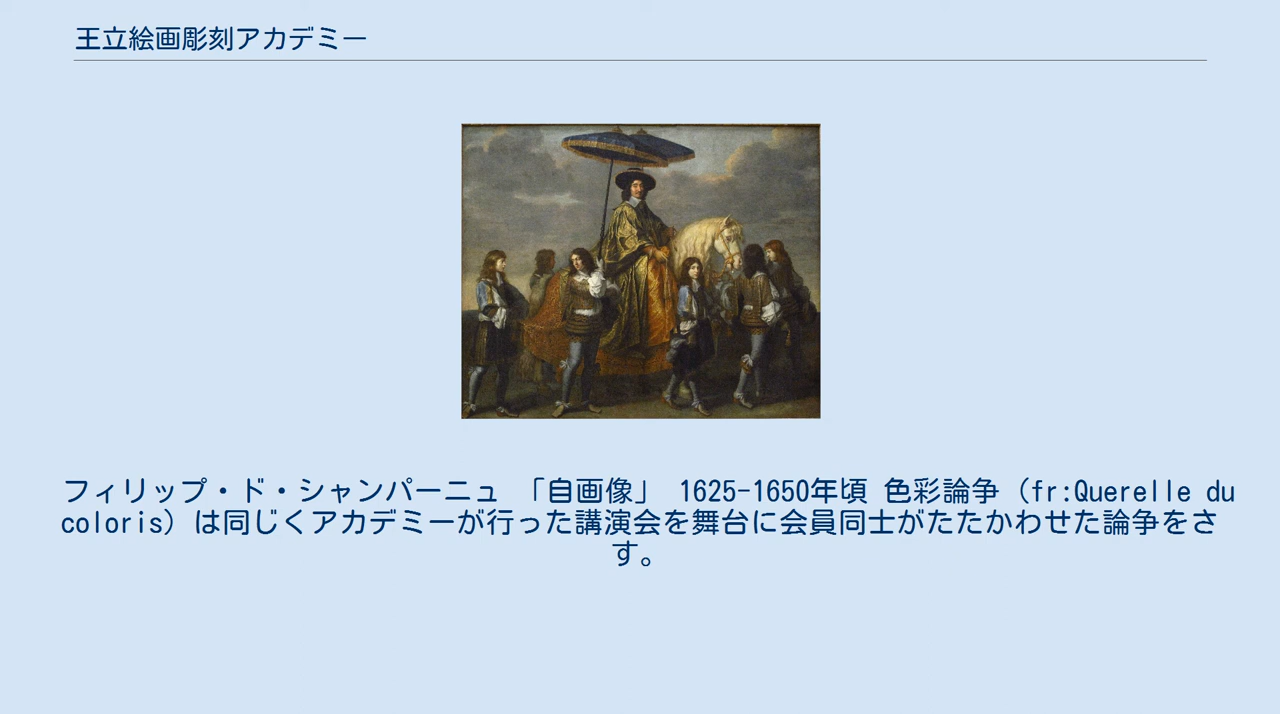 王立絵画彫刻アカデミー
フィリップ・ド・シャンパーニュ 「自画像」 1625-1650年頃 色彩論争（fr:Querelle du
coloris）は同じくアカデミーが行った講演会を舞台に会員同士がたたかわせた論争をさ
す。